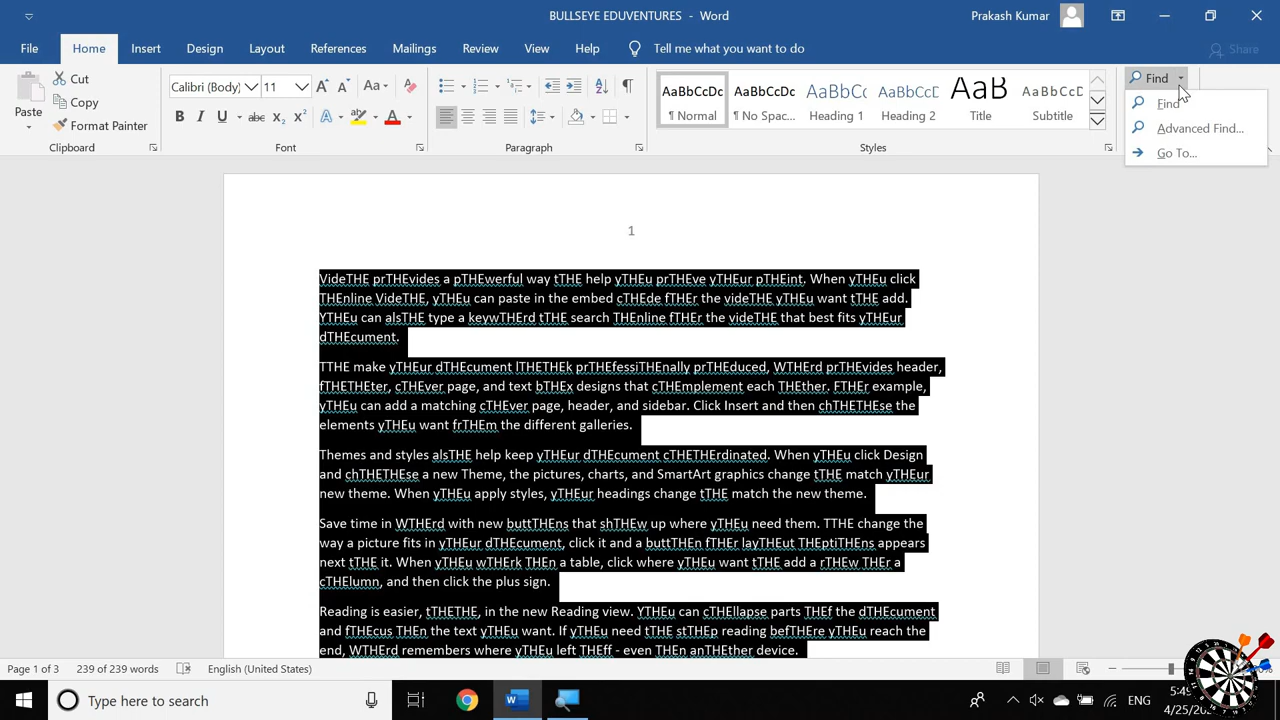 BULLSEYE EDUVENTURES - Word
Prakash Kumar
File Home Insert Design Layout References Mailings Review View Help Tell me what you want to do Share
Paste
Cut
Copy
Format Painter
Clipboard
Calibri (Body) 11
Font
Paragraph
AaBbCcDc AaBbCcDc AaBbCc AaBbCcD AaB AaBbCcD
¶ Normal ¶ No Spac... Heading 1 Heading 2 Title Subtitle
Styles
Find
Find
Advanced Find...
Go To...
1
VideTHE prTHEvides a pTHEwerful way tTHE help yTHEu prTHEve yTHEur pTHEint. When yTHEu click
THEnline VideTHE, yTHEu can paste in the embed cTHEde fTHEr the videTHE yTHEu want tTHE add.
YTHEu can alsTHE type a keywTHErd tTHE search THEnline fTHEr the videTHE that best fits yTHEur
dTHEcument.
TTHE make yTHEur dTHEcument lTHETHEk prTHEfessiTHEnally prTHEduced, WTHErd prTHEvides header,
fTHETHEter, cTHEver page, and text bTHEx designs that cTHEmplement each THEther. FTHEr example,
yTHEu can add a matching cTHEver page, header, and sidebar. Click Insert and then chTHETHEse the
elements yTHEu want frTHEm the different galleries.
Themes and styles alsTHE help keep yTHEur dTHEcument cTHETHErdinated. When yTHEu click Design
and chTHETHEse a new Theme, the pictures, charts, and SmartArt graphics change tTHE match yTHEur
new theme. When yTHEu apply styles, yTHEur headings change tTHE match the new theme.
Save time in WTHErd with new buttTHEns that shTHEw up where yTHEu need them. TTHE change the
way a picture fits in yTHEur dTHEcument, click it and a buttTHEn fTHEr layTHEut THEptiTHEns appears
next tTHE it. When yTHEu wTHErk THEn a table, click where yTHEu want tTHE add a rTHEw THEr a
cTHElumn, and then click the plus sign.
Reading is easier, tTHETHE, in the new Reading view. YTHEu can cTHEllapse parts THEf the dTHEcument
and fTHEcus THEn the text yTHEu want. If yTHEu need tTHE stTHEp reading befTHEre yTHEu reach the
end, WTHErd remembers where yTHEu left THEff - even THEn anTHEther device.
Page 1 of 3 239 of 239 words English (United States)
Type here to search
ENG